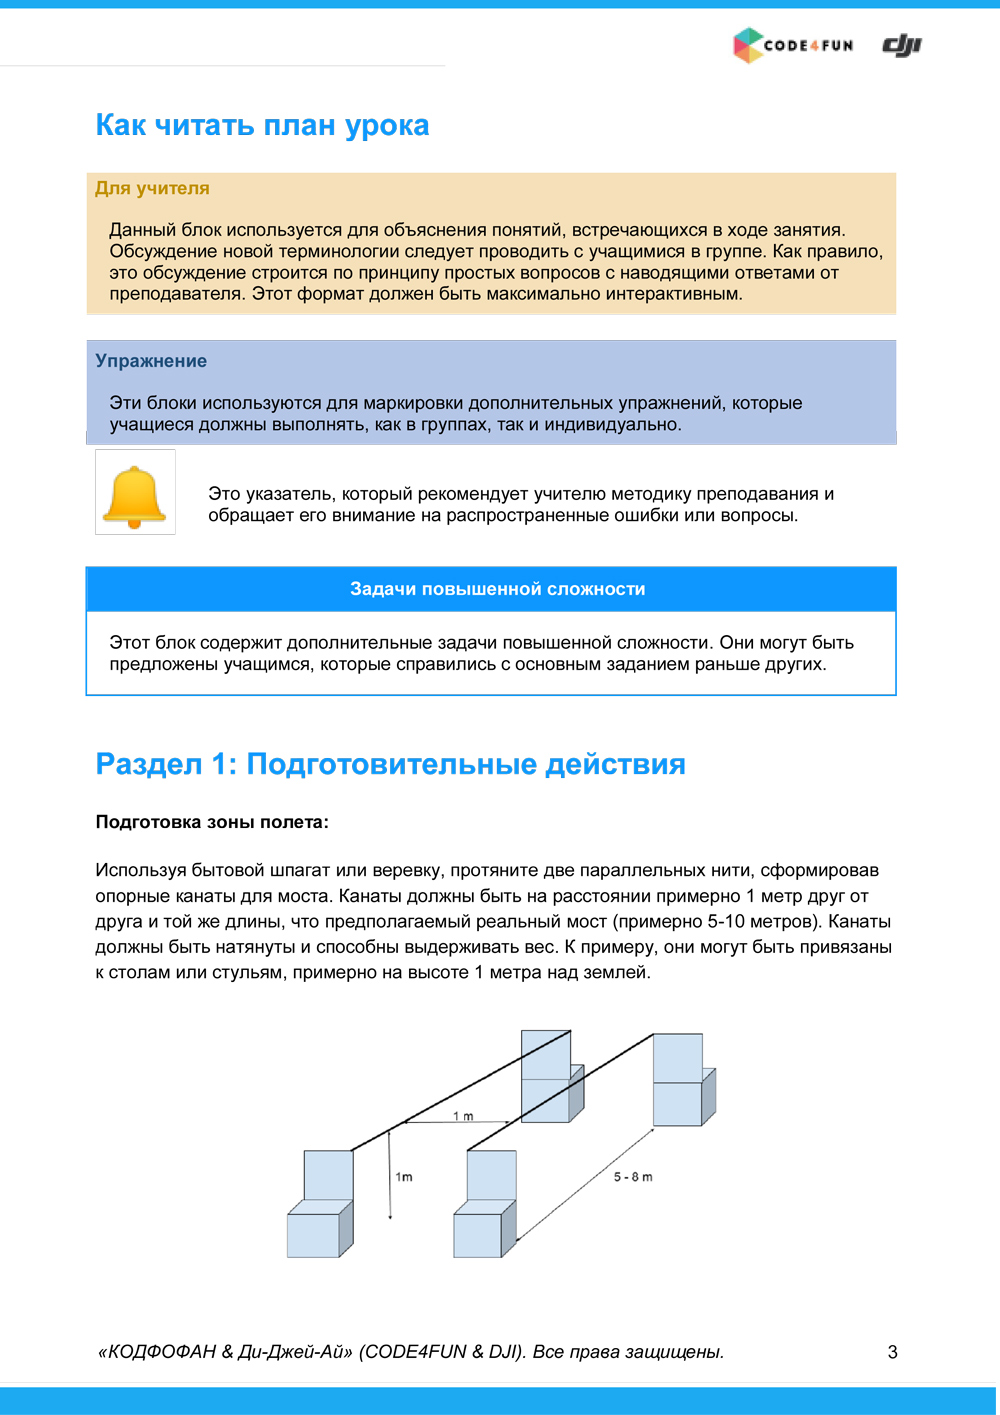 CODE4FUN dji
Как читать план урока
Для учителя
Данный блок используется для объяснения понятий, встречающихся в ходе занятия.
Обсуждение новой терминологии следует проводить с учащимися в группе. Как правило,
это обсуждение строится по принципу простых вопросов с наводящими ответами от
преподавателя. Этот формат должен быть максимально интерактивным.
Упражнение
Эти блоки используются для маркировки дополнительных упражнений, которые
учащиеся должны выполнять, как в группах, так и индивидуально.
Это указатель, который рекомендует учителю методику преподавания и
обращает его внимание на распространенные ошибки или вопросы.
Задачи повышенной сложности
Этот блок содержит дополнительные задачи повышенной сложности. Они могут быть
предложены учащимся, которые справились с основным заданием раньше других.
Раздел 1: Подготовительные действия
Подготовка зоны полета:
Используя бытовой шпагат или веревку, протяните две параллельных нити, сформировав
опорные канаты для моста. Канаты должны быть на расстоянии примерно 1 метр друг от
друга и той же длины, что предполагаемый реальный мост (примерно 5-10 метров). Канаты
должны быть натянуты и способны выдерживать вес. К примеру, они могут быть привязаны
к столам или стульям, примерно на высоте 1 метра над землей.
1 m
1m
5 - 8 m
«КОДФОФАН & Ди-Джей-Ай» (CODE4FUN & DJI). Все права защищены.
3